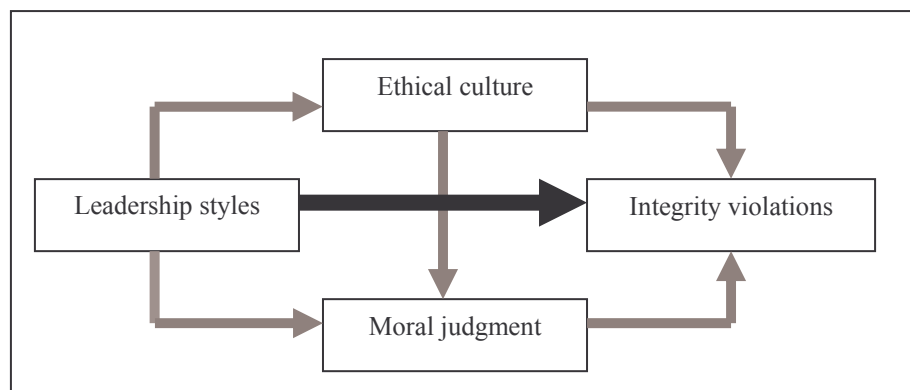 Ethical culture
Leadership styles
Integrity violations
Moral judgment